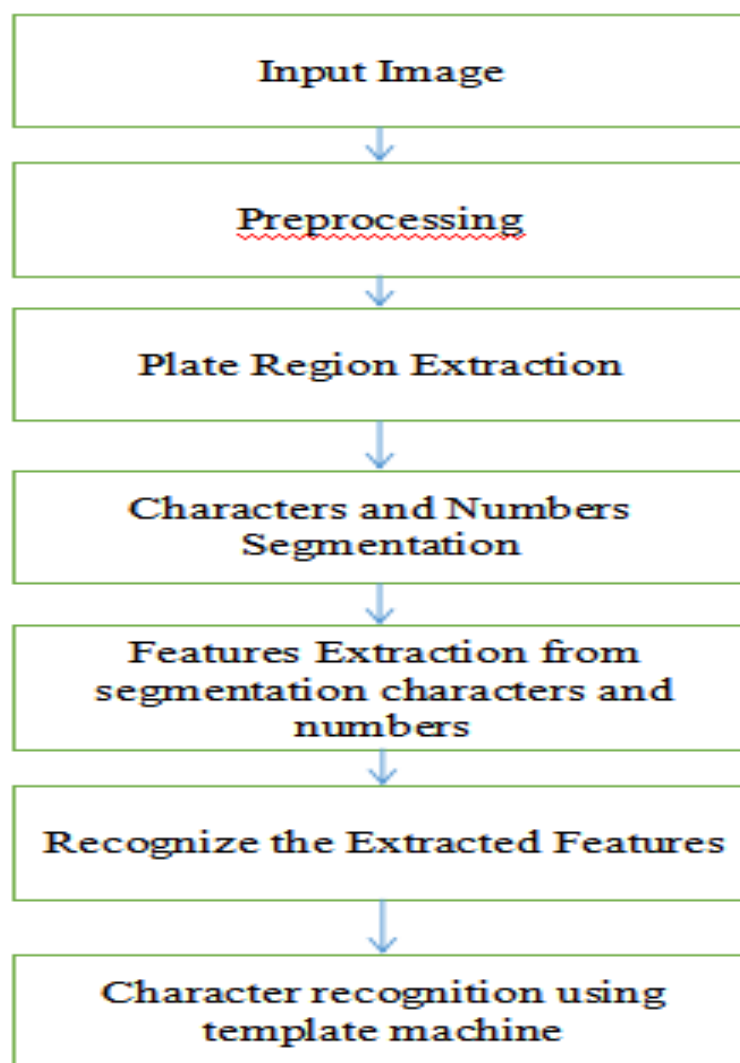 Input Image
Preprocessing
Plate Region Extraction
Characters and Numbers
Segmentation
Features Extraction from
segmentation characters and
numbers
Recognize the Extracted Features
Character recognition using
template machine